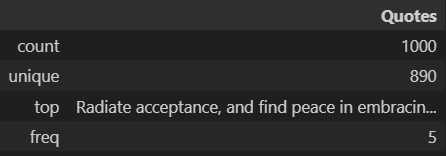 Quotes
count 1000
unique 890
top Radiate acceptance, and find peace in embracin...
freq 5